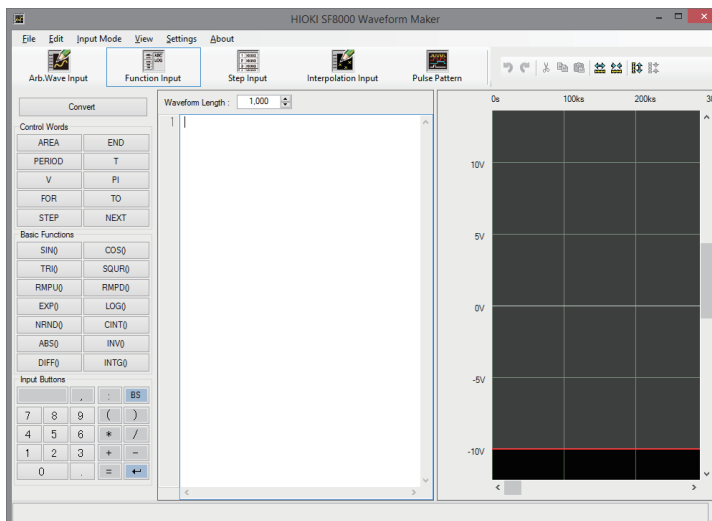 HIOKI SF8000 Waveform Maker
File Edit Input Mode View Settings About
Arb.Wave Input Function Input Step Input Interpolation Input Pulse Pattern
Convert
Waveform Length : 1,000
0s 100ks 200ks
1
Control Words
AREA END
PERIOD T
V PI
FOR TO
STEP NEXT
Basic Functions
SIN() COS()
TRI() SQUR()
RMPU() RMPD()
EXP() LOG()
NRND() CINT()
ABS() INV()
DIFF() INTG()
Input Buttons
, : BS
7 8 9 ( )
4 5 6 * /
1 2 3 + -
0 . = ↵
10V
5V
0V
-5V
-10V